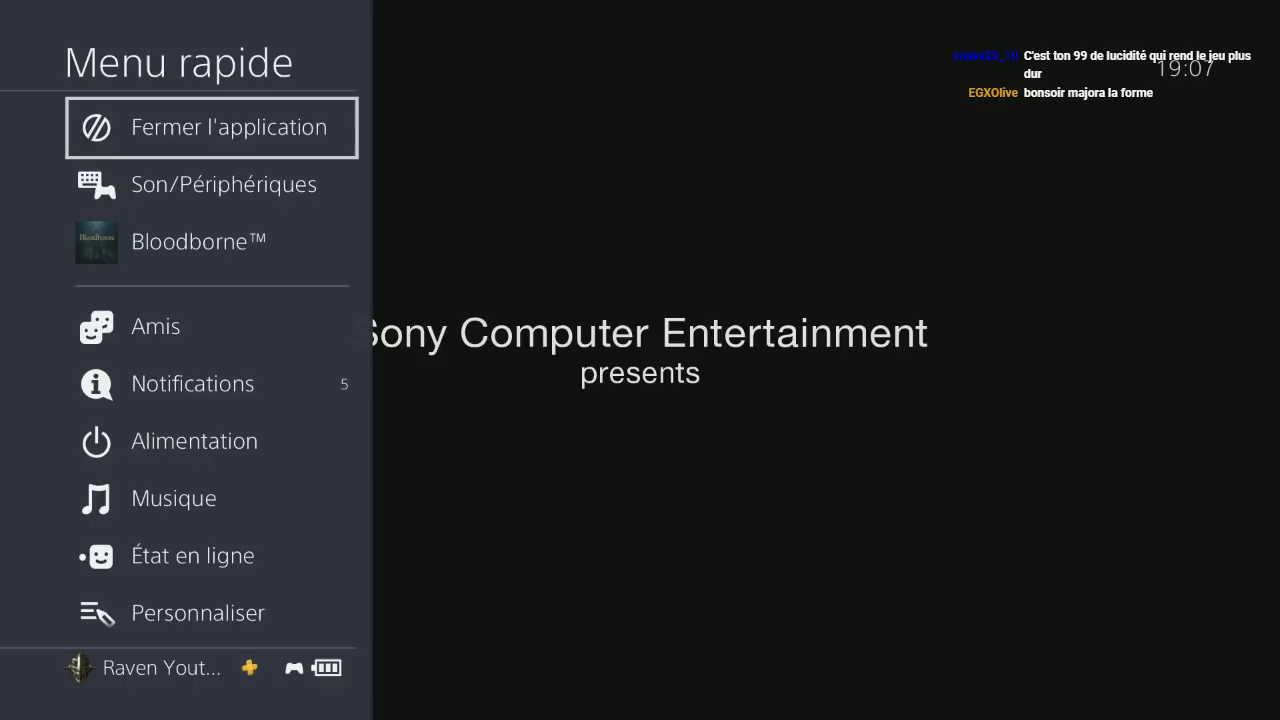 Menu rapide
Fermer l'application
Son/Périphériques
Bloodborne
Bloodborne™
Amis
Notifications 5
Alimentation
Musique
État en ligne
Personnaliser
Raven Yout...
Sony Computer Entertainment
presents
snake20_10 C'est ton 99 de lucidité qui rend le jeu plus
dur
19:07
EGXOlive bonsoir majora la forme